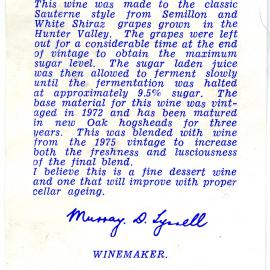 This wine was made to the classic
Sauterne style from Semillon and
White Shiraz grapes grown in the
Hunter Valley. The grapes were left
out for a considerable time at the end
of vintage to obtain the maximum
sugar level. The sugar laden juice
was then allowed to ferment slowly
until the fermentation was halted
at approximately 9.5% sugar. The
base material for this wine was vint-
aged in 1972 and has been matured
in new Oak hogsheads for three
years. This was blended with wine
from the 1975 vintage to increase
both the freshness and lusciousness
of the final blend.
I believe this is a fine dessert wine
and one that will improve with proper
cellar ageing.
Murray D. Tyrrell
WINEMAKER.